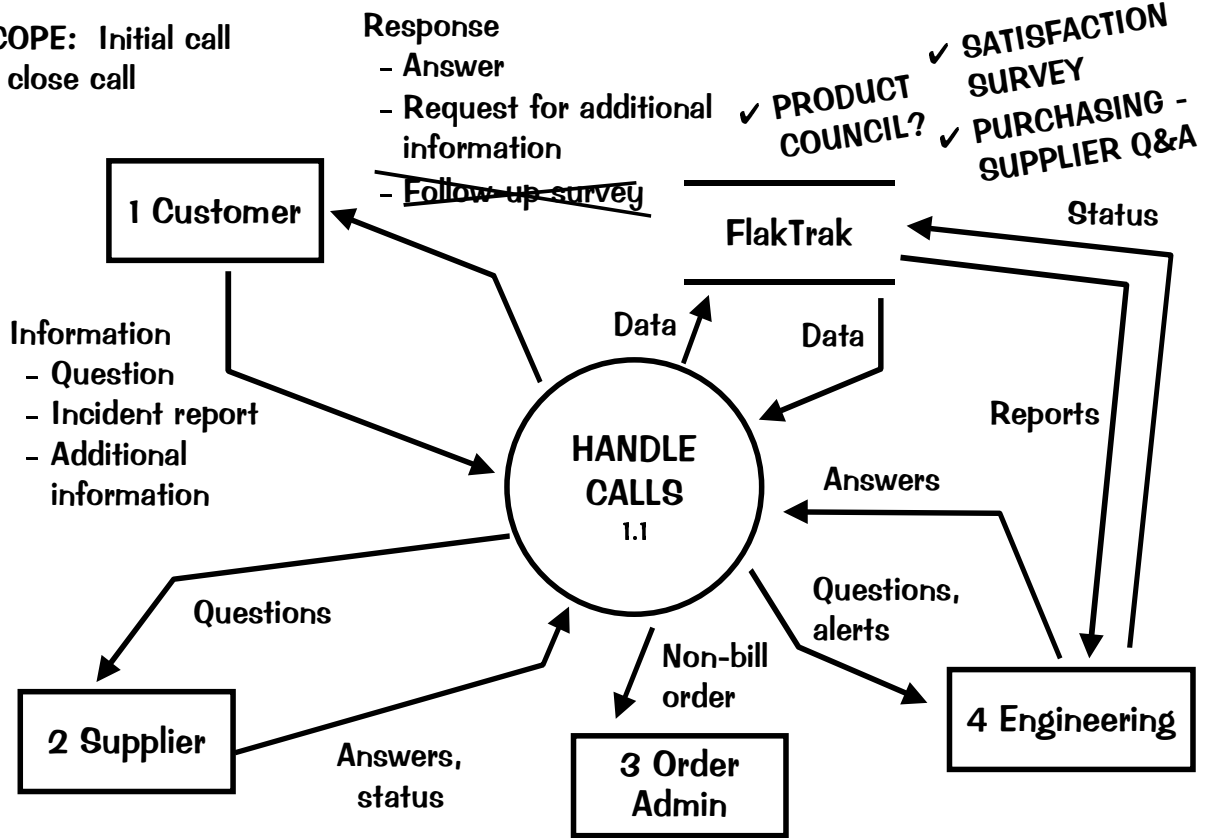 COPE: Initial call
close call
Response
- Answer
- Request for additional
information
- Follow-up survey
✔ PRODUCT
COUNCIL?
✔ SATISFACTION
SURVEY
✔ PURCHASING -
SUPPLIER Q&A
1 Customer
FlakTrak
Status
Information
- Question
- Incident report
- Additional
information
Data
Data
Reports
HANDLE
CALLS
1.1
Answers
Questions
Questions,
alerts
Non-bill
order
2 Supplier
Answers,
status
3 Order
Admin
4 Engineering